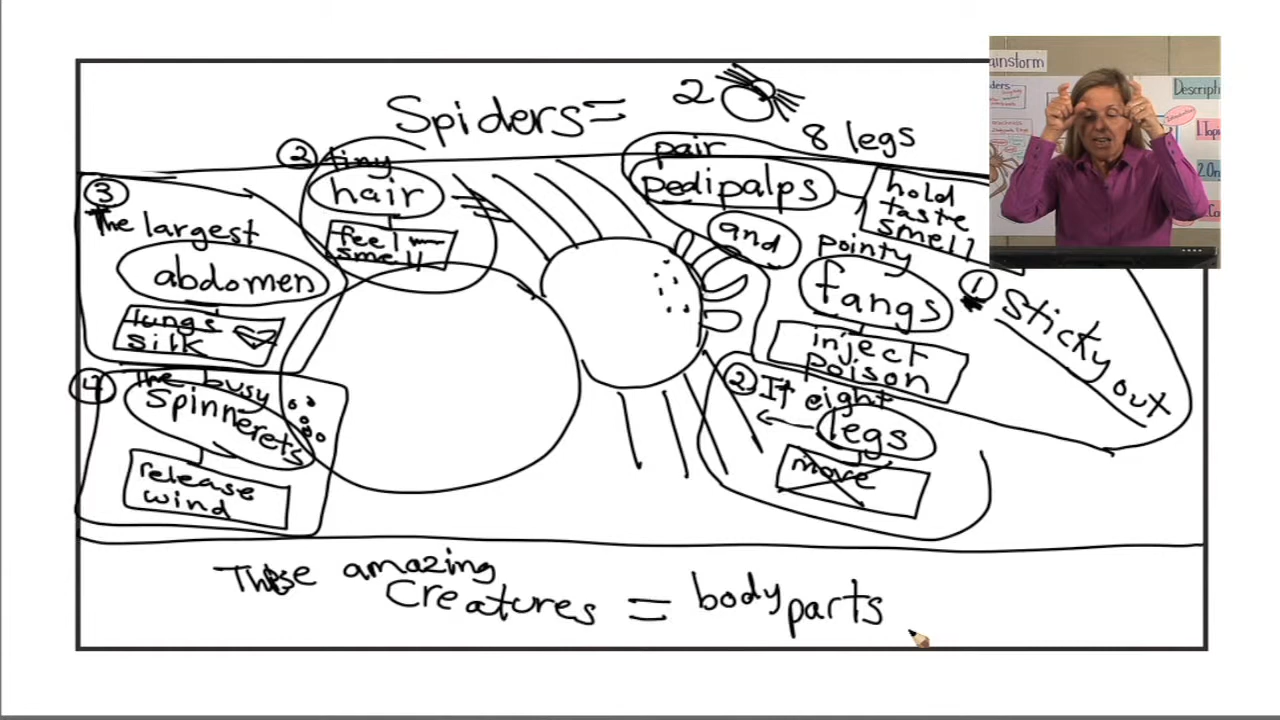 Spiders=
2
8 legs
3
The largest
abdomen
lungs
silk
2
tiny
hair
feel
smell
pair
pedipalps
hold
taste
smell
and
pointy
fangs
inject
poison
1
Sticky out
2. It eight
legs
move
4
The busy
spinnerets
release
wind
These amazing
Creatures = body parts
ainstorm
Descript